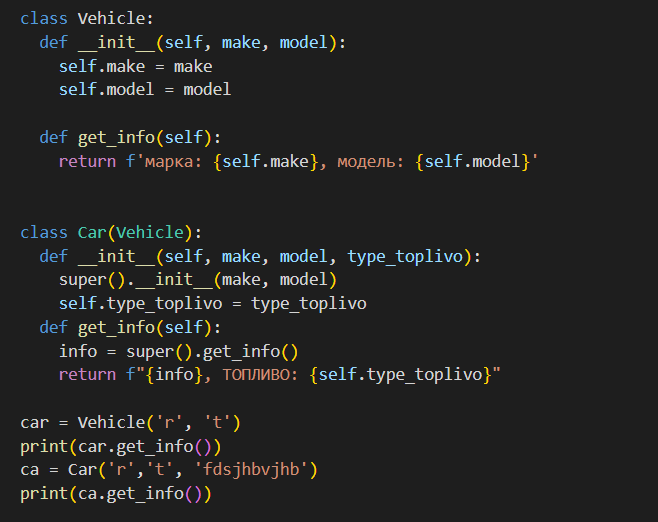 class Vehicle:
  def __init__(self, make, model):
    self.make = make
    self.model = model

  def get_info(self):
    return f'марка: {self.make}, модель: {self.model}'


class Car(Vehicle):
  def __init__(self, make, model, type_toplivo):
    super().__init__(make, model)
    self.type_toplivo = type_toplivo
  def get_info(self):
    info = super().get_info()
    return f"{info}, ТОПЛИВО: {self.type_toplivo}"

car = Vehicle('r', 't')
print(car.get_info())
ca = Car('r','t', 'fdsjhbvjhb')
print(ca.get_info())